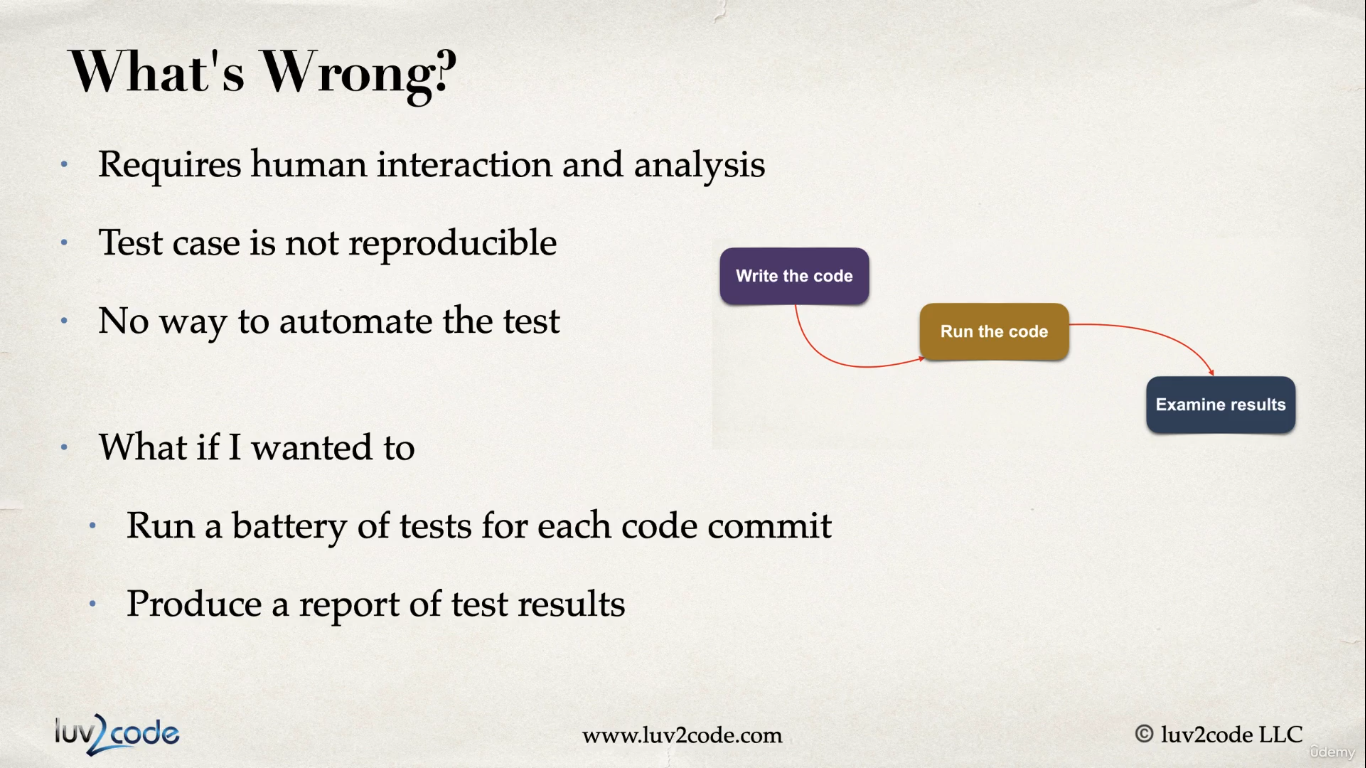 What's Wrong?
• Requires human interaction and analysis
• Test case is not reproducible
• No way to automate the test
Write the code
Run the code
Examine results
• What if I wanted to
• Run a battery of tests for each code commit
• Produce a report of test results
luv2code
www.luv2code.com
© luv2code LLC
ûdemy